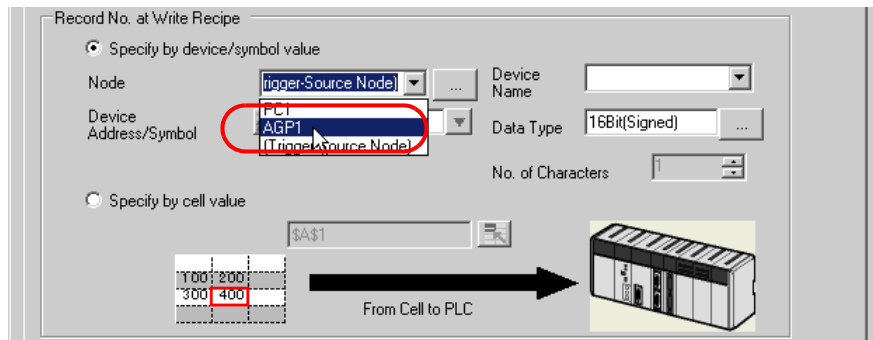 Record No. at Write Recipe
Specify by device/symbol value
Node
rigger-Source Node)
...
Device
Name
PC1
AGP1
(Trigger-Source Node)
Device
Address/Symbol
Data Type
16Bit(Signed)
...
No. of Characters
1
Specify by cell value
$A$1
100 200
300 400
From Cell to PLC